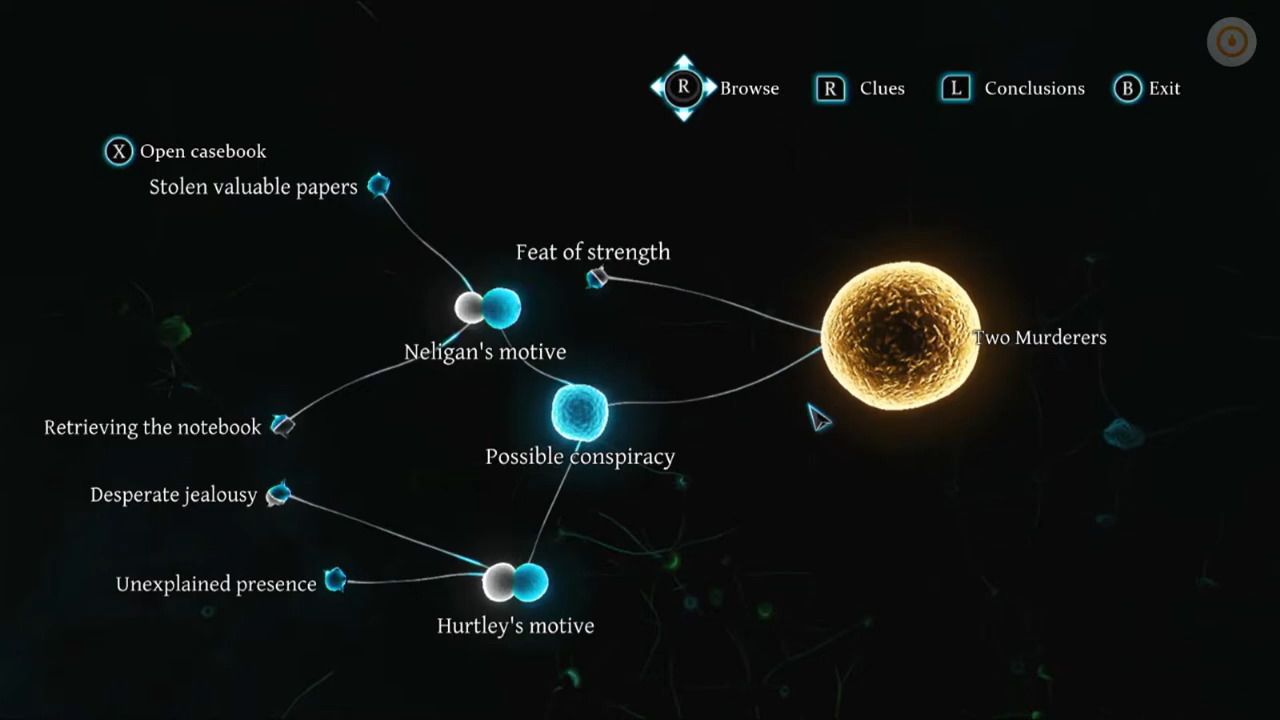 R Browse R Clues L Conclusions B Exit
X Open casebook
Stolen valuable papers
Feat of strength
Two Murderers
Neligan's motive
Retrieving the notebook
Possible conspiracy
Desperate jealousy
Unexplained presence
Hurtley's motive